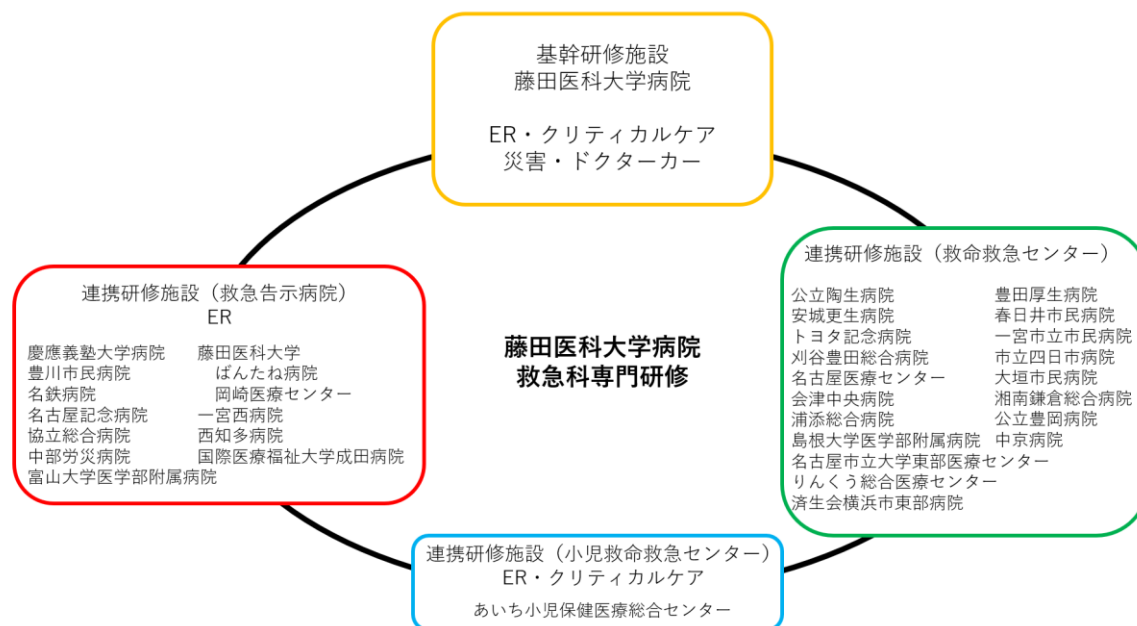 基幹研修施設
藤田医科大学病院
ER・クリティカルケア
災害・ドクターカー
連携研修施設（救急告示病院）
ER
慶應義塾大学病院 藤田医科大学
豊川市民病院 ばんたね病院
名鉄病院 岡崎医療センター
名古屋記念病院 一宮西病院
協立総合病院 西知多病院
中部労災病院 国際医療福祉大学成田病院
富山大学医学部附属病院
藤田医科大学病院
救急科専門研修
連携研修施設（救命救急センター）
公立陶生病院 豊田厚生病院
安城更生病院 春日井市民病院
トヨタ記念病院 一宮市立市民病院
刈谷豊田総合病院 市立四日市病院
名古屋医療センター 大垣市民病院
会津中央病院 湘南鎌倉総合病院
浦添総合病院 公立豊岡病院
島根大学医学部附属病院 中京病院
名古屋市立大学東部医療センター
りんくう総合医療センター
済生会横浜市東部病院
連携研修施設（小児救命救急センター）
ER・クリティカルケア
あいち小児保健医療総合センター